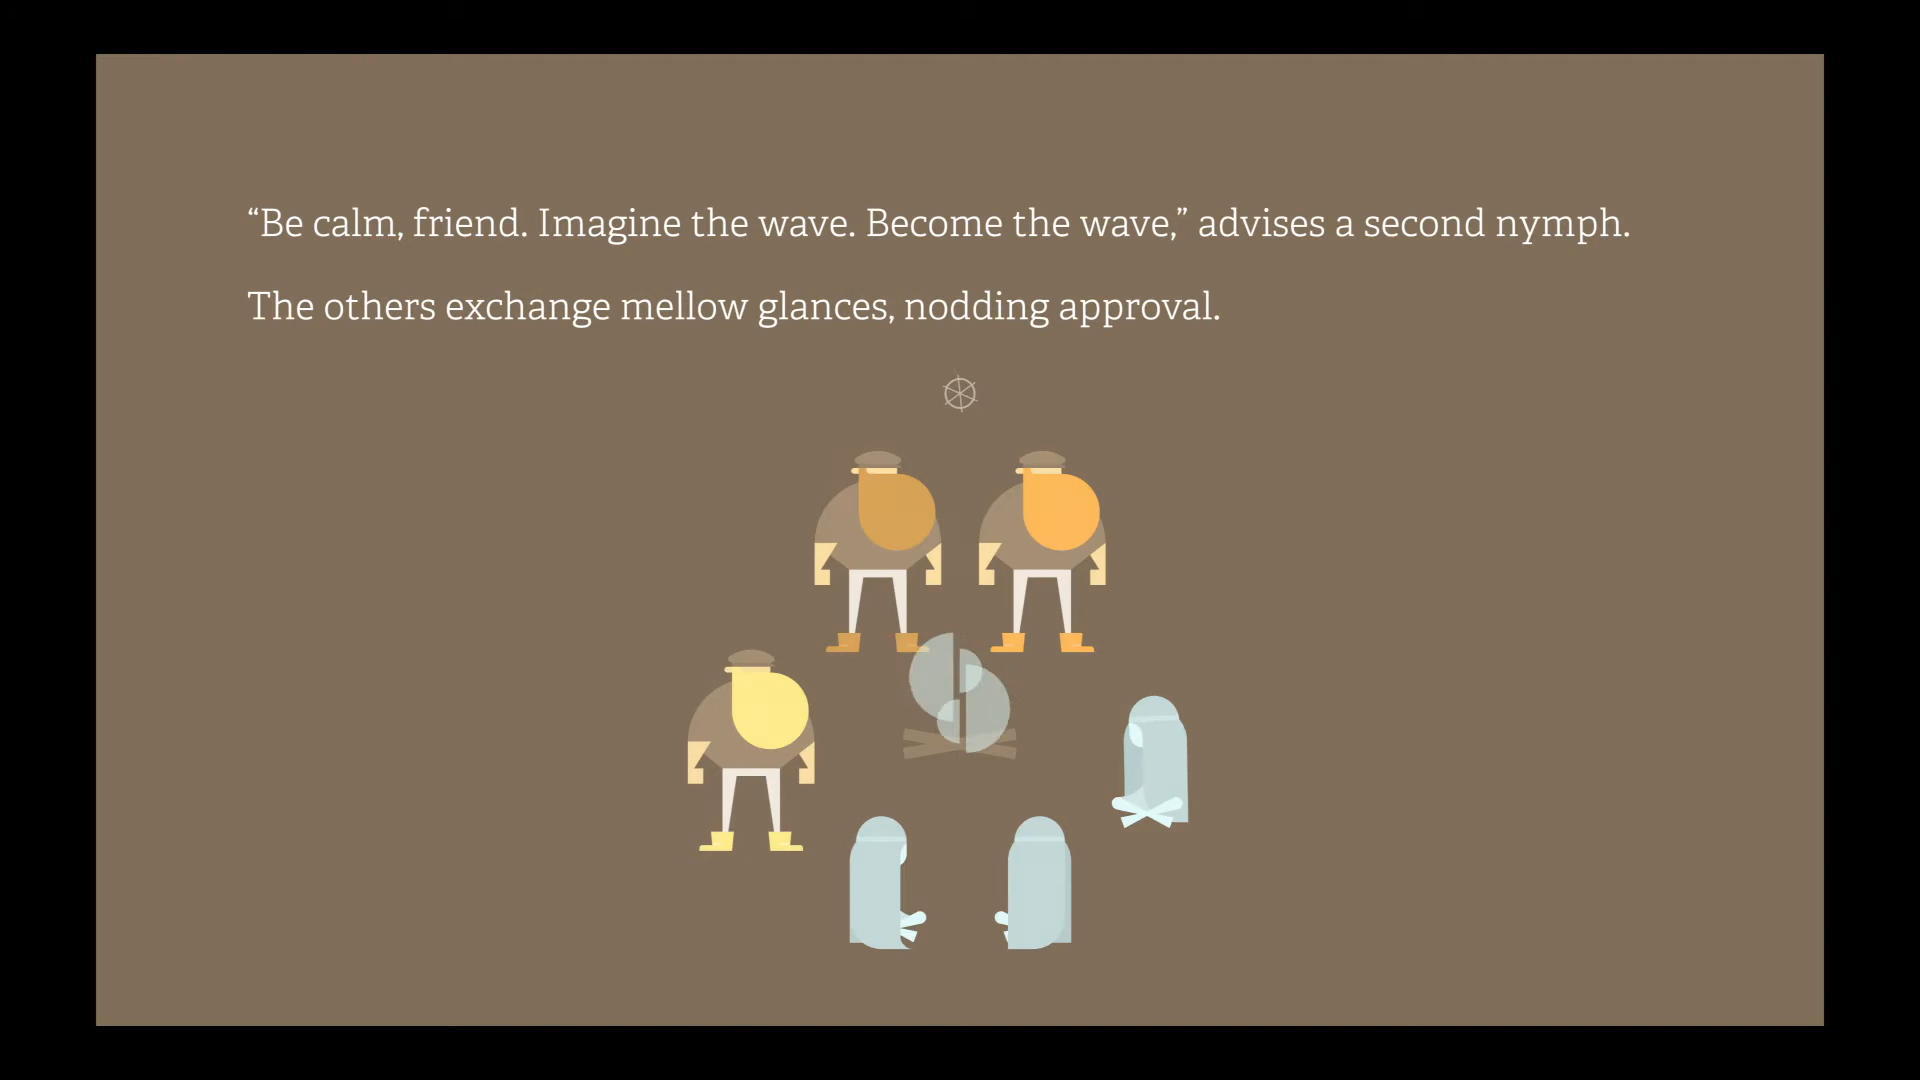 “Be calm, friend. Imagine the wave. Become the wave,” advises a second nymph.
The others exchange mellow glances, nodding approval.